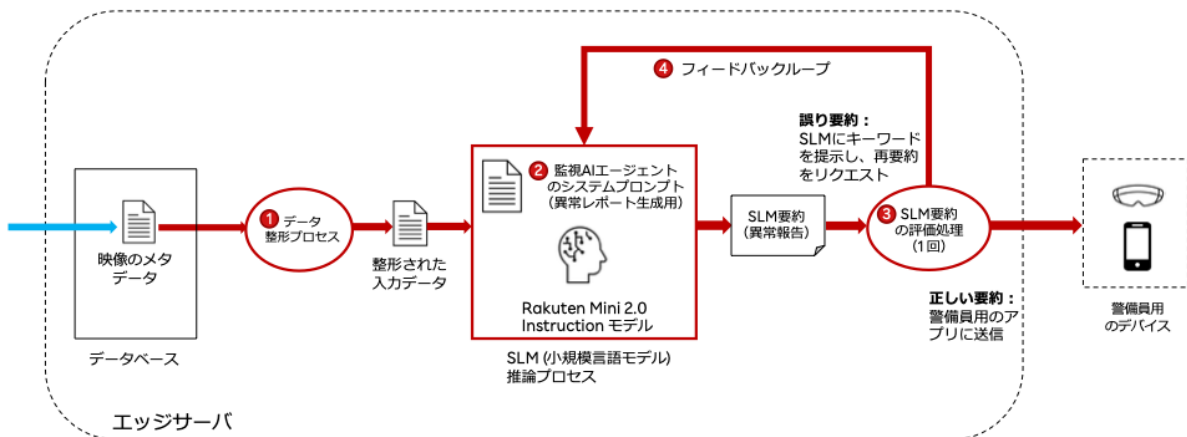 4 フィードバックループ
誤り要約：
SLMにキーワード
を提示し、再要約
をリクエスト
2 監視AIエージェント
のシステムプロンプト
(異常レポート生成用)
1 データ
整形プロセス
SLM要約
(異常報告)
3 SLM要約
の評価処理
(1回)
映像のメタ
データ
整形された
入力データ
Rakuten Mini 2.0
Instruction モデル
正しい要約：
警備員用のア
プリに送信
警備員用
のデバイス
データベース
SLM (小規模言語モデル)
推論プロセス
エッジサーバ